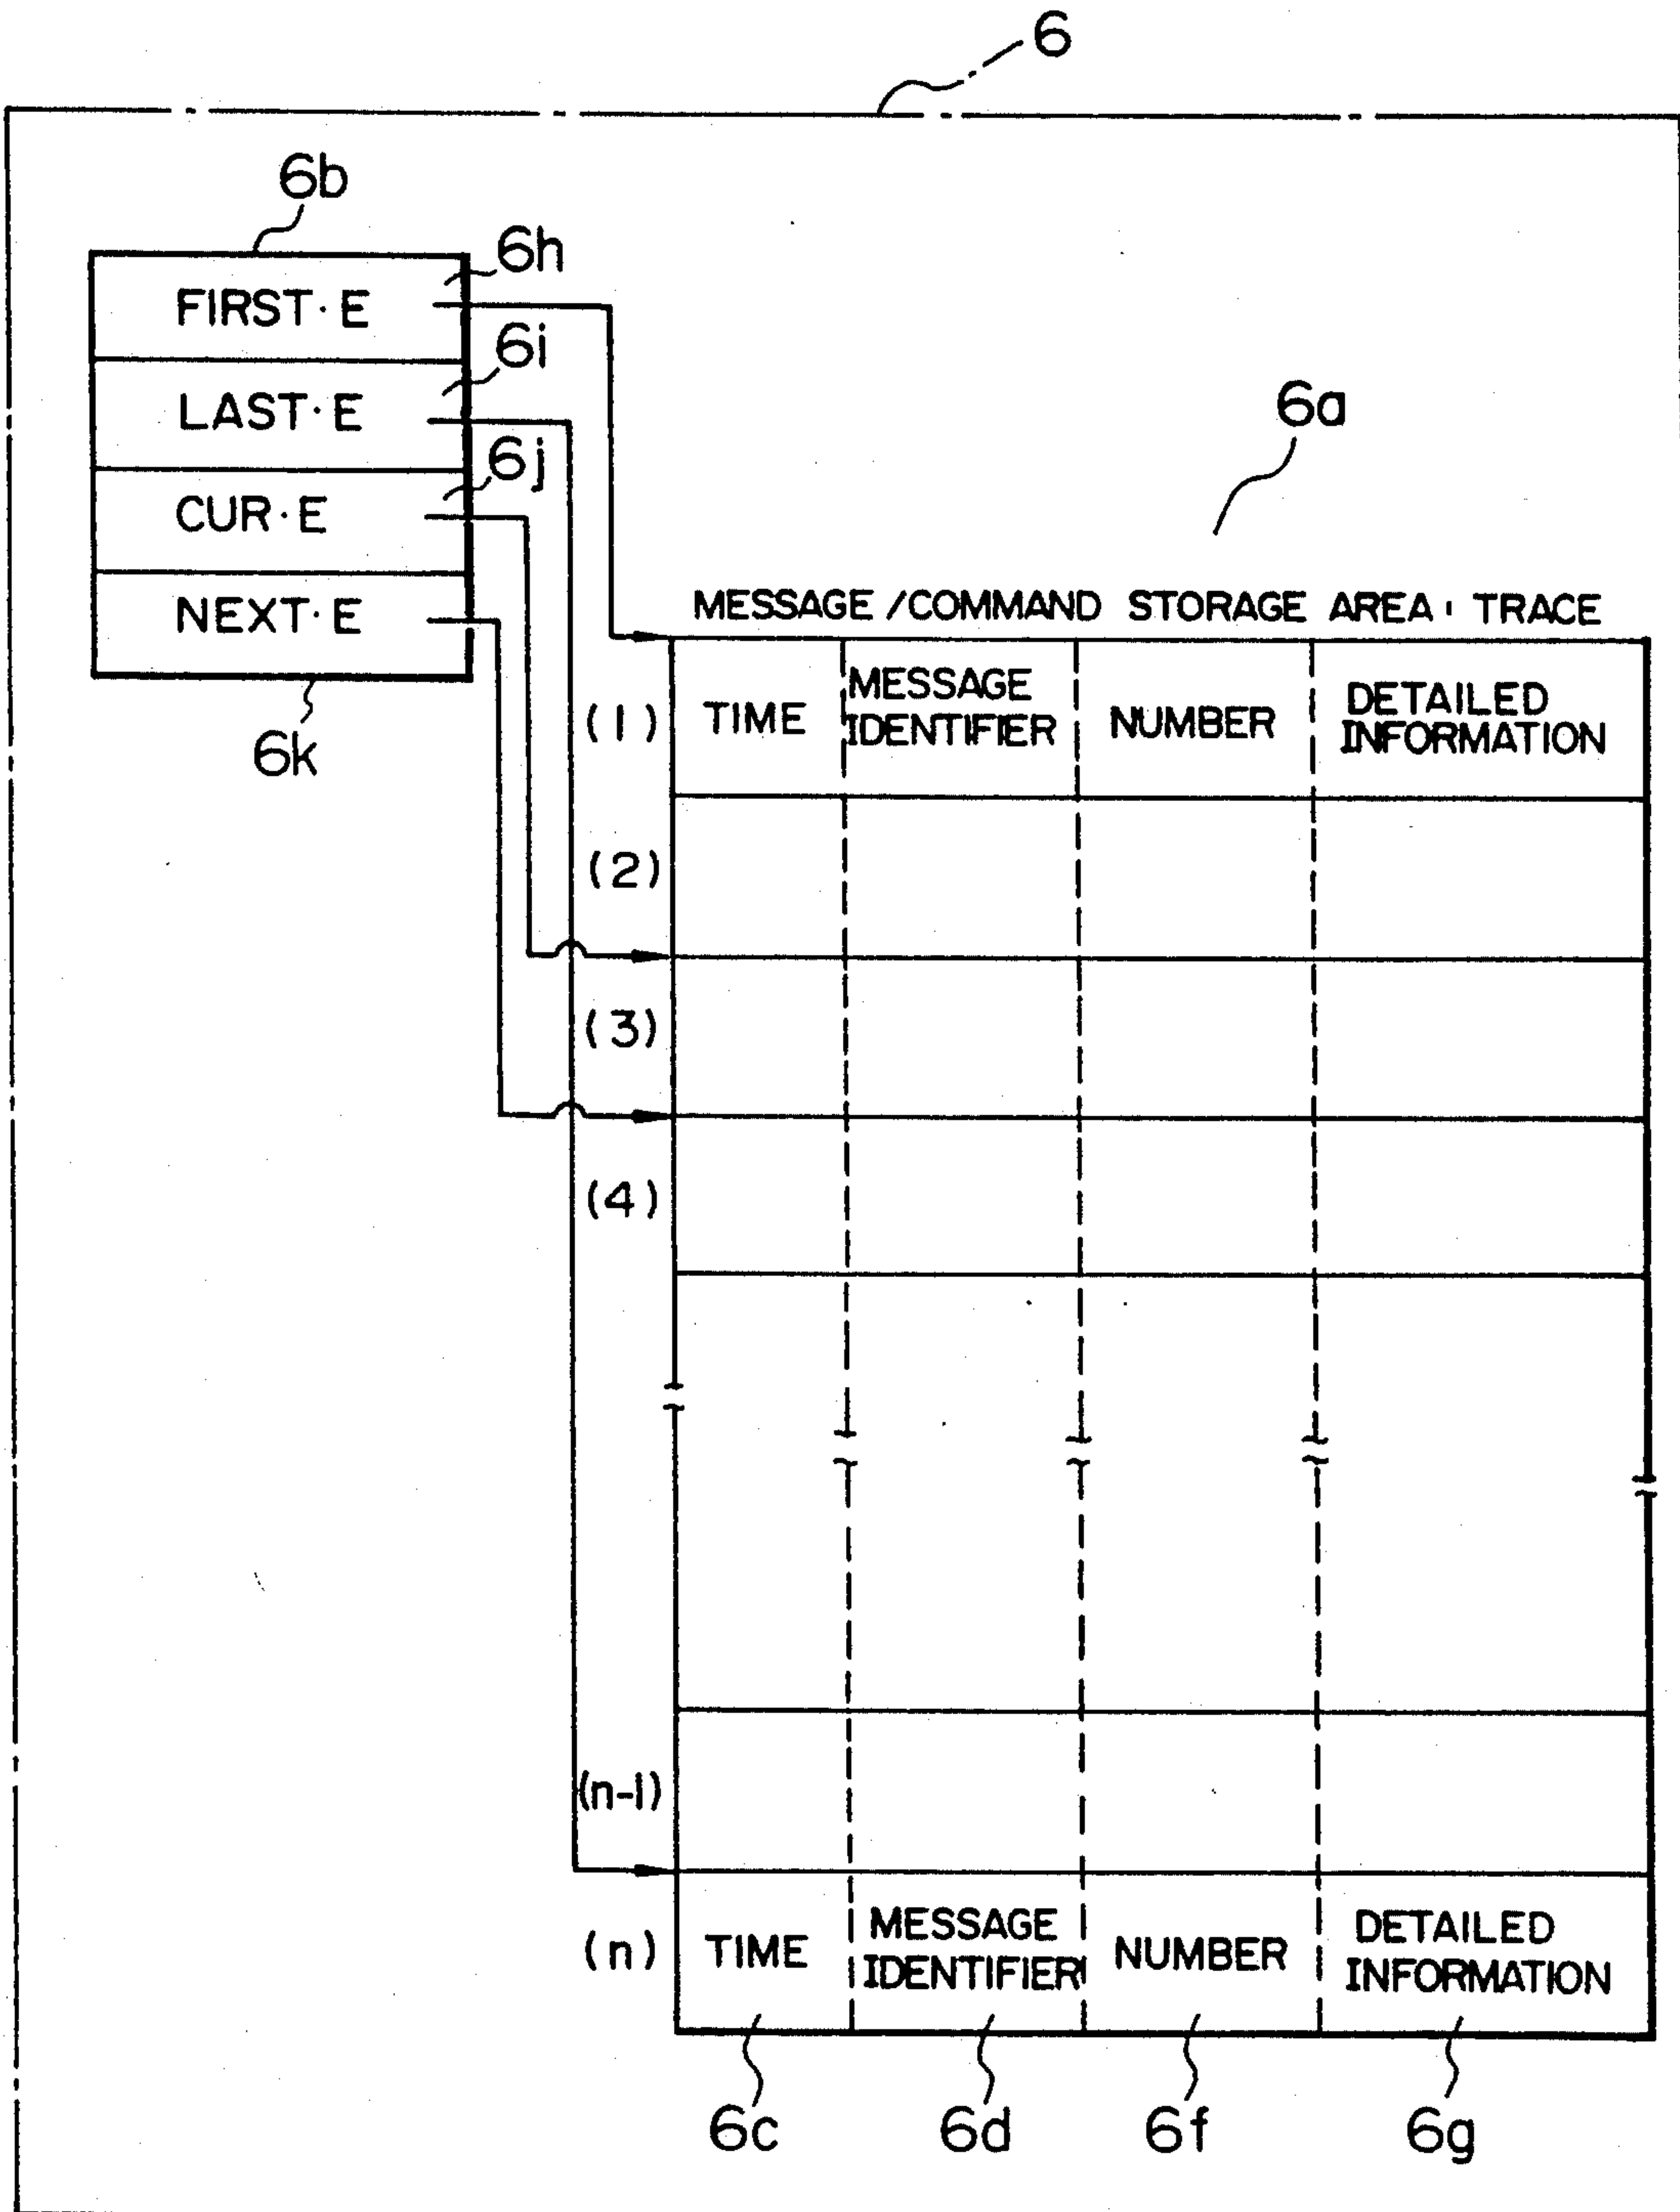 6
6b
6h
FIRST·E
6i
LAST·E
6j
CUR·E
NEXT·E
6k
6a
MESSAGE/COMMAND STORAGE AREA: TRACE
(1) TIME MESSAGE IDENTIFIER NUMBER DETAILED INFORMATION
(2)
(3)
(4)
(n-1)
(n) TIME MESSAGE IDENTIFIER NUMBER DETAILED INFORMATION
6c 6d 6f 6g